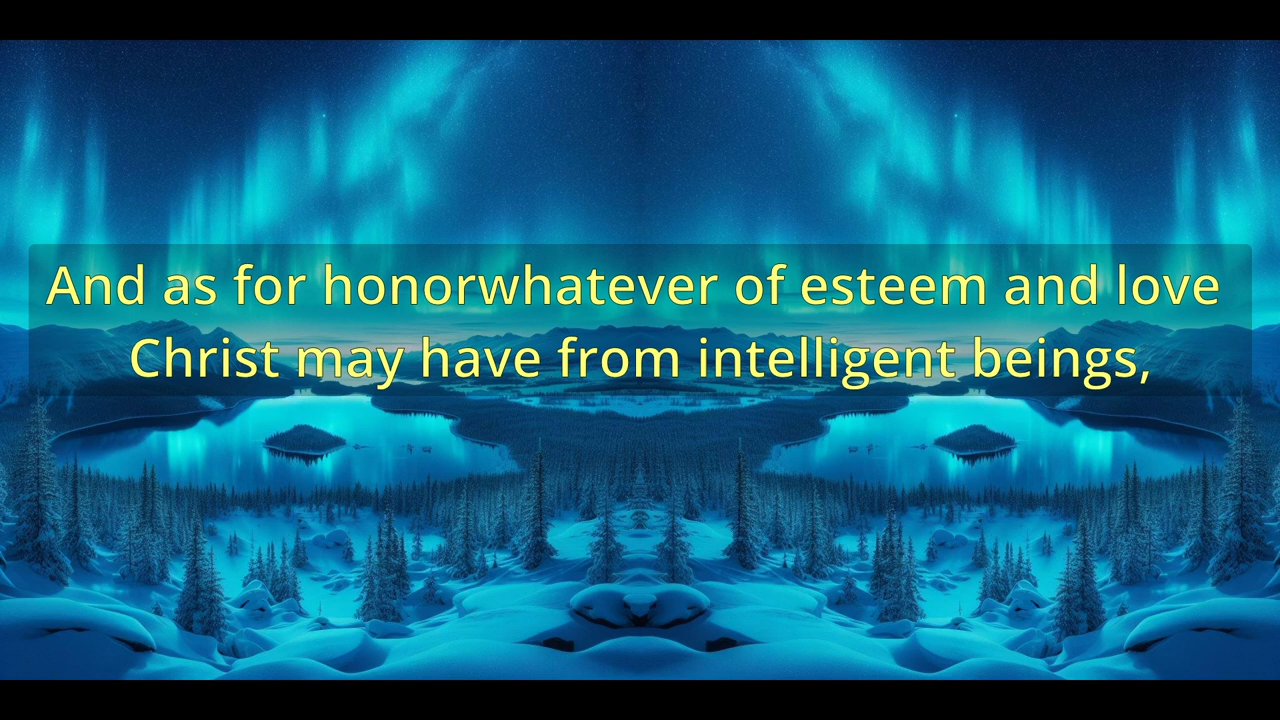 And as for honorwhatever of esteem and love
Christ may have from intelligent beings,